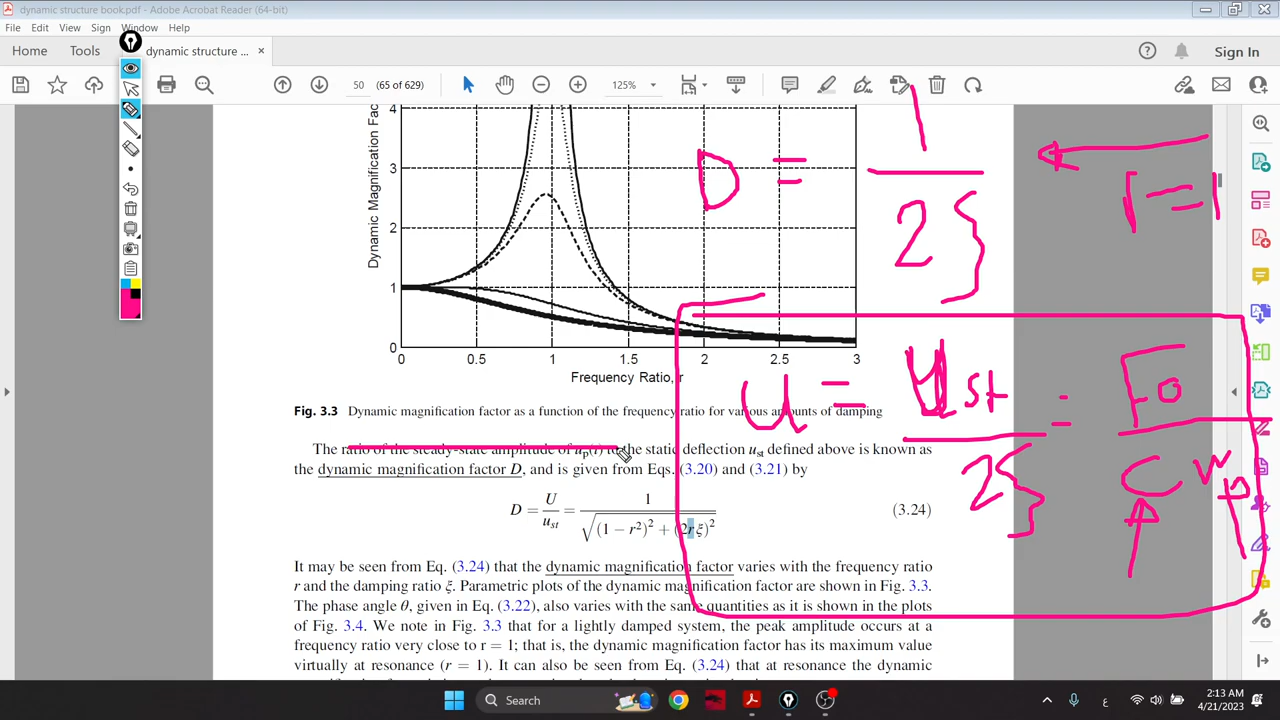 dynamic structure book.pdf - Adobe Acrobat Reader (64-bit)
File Edit View Sign Window Help
Home Tools dynamic structure ... × Sign In
50 (65 of 629) 125%
Dynamic Magnification Fac
4
3
2
1
0
0 0.5 1 1.5 2 2.5 3
Frequency Ratio, r
D = 1 / 2ξ
r = 1
u = u st / 2ξ = F0 / C wp
Fig. 3.3 Dynamic magnification factor as a function of the frequency ratio for various amounts of damping
The ratio of the steady-state amplitude of up(t) to the static deflection ust defined above is known as
the dynamic magnification factor D, and is given from Eqs. (3.20) and (3.21) by
D = U / ust = 1 / √((1 − r²)² + (2rξ)²) (3.24)
It may be seen from Eq. (3.24) that the dynamic magnification factor varies with the frequency ratio
r and the damping ratio ξ. Parametric plots of the dynamic magnification factor are shown in Fig. 3.3.
The phase angle θ, given in Eq. (3.22), also varies with the same quantities as it is shown in the plots
of Fig. 3.4. We note in Fig. 3.3 that for a lightly damped system, the peak amplitude occurs at a
frequency ratio very close to r = 1; that is, the dynamic magnification factor has its maximum value
virtually at resonance (r = 1). It can also be seen from Eq. (3.24) that at resonance the dynamic
Search
ع
2:13 AM
4/21/2023